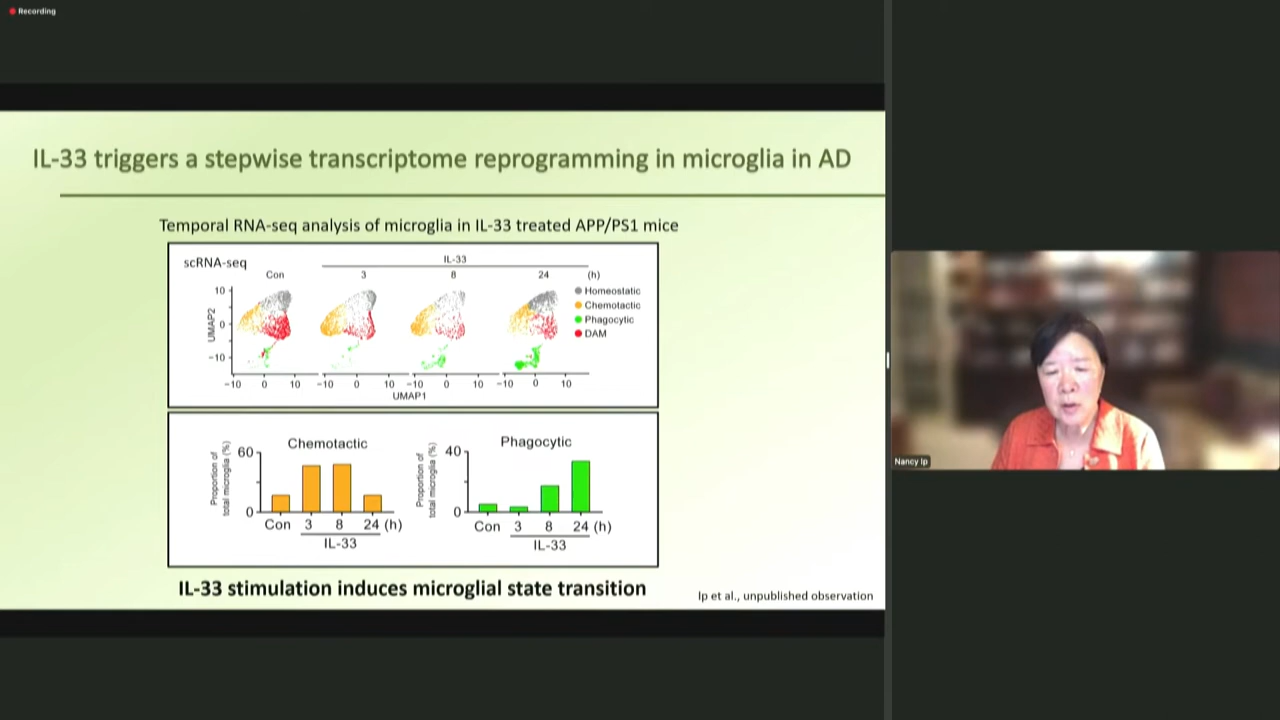 Recording
IL-33 triggers a stepwise transcriptome reprogramming in microglia in AD
Temporal RNA-seq analysis of microglia in IL-33 treated APP/PS1 mice
scRNA-seq
IL-33
Con 3 8 24 (h)
Homeostatic
Chemotactic
Phagocytic
DAM
UMAP2
10
0
-10
-10 0 10 -10 0 10 -10 0 10 -10 0 10
UMAP1
Chemotactic
Proportion of
total microglia (%)
60
0
Con 3 8 24 (h)
IL-33
Phagocytic
Proportion of
total microglia (%)
40
0
Con 3 8 24 (h)
IL-33
IL-33 stimulation induces microglial state transition
Ip et al., unpublished observation
Nancy Ip